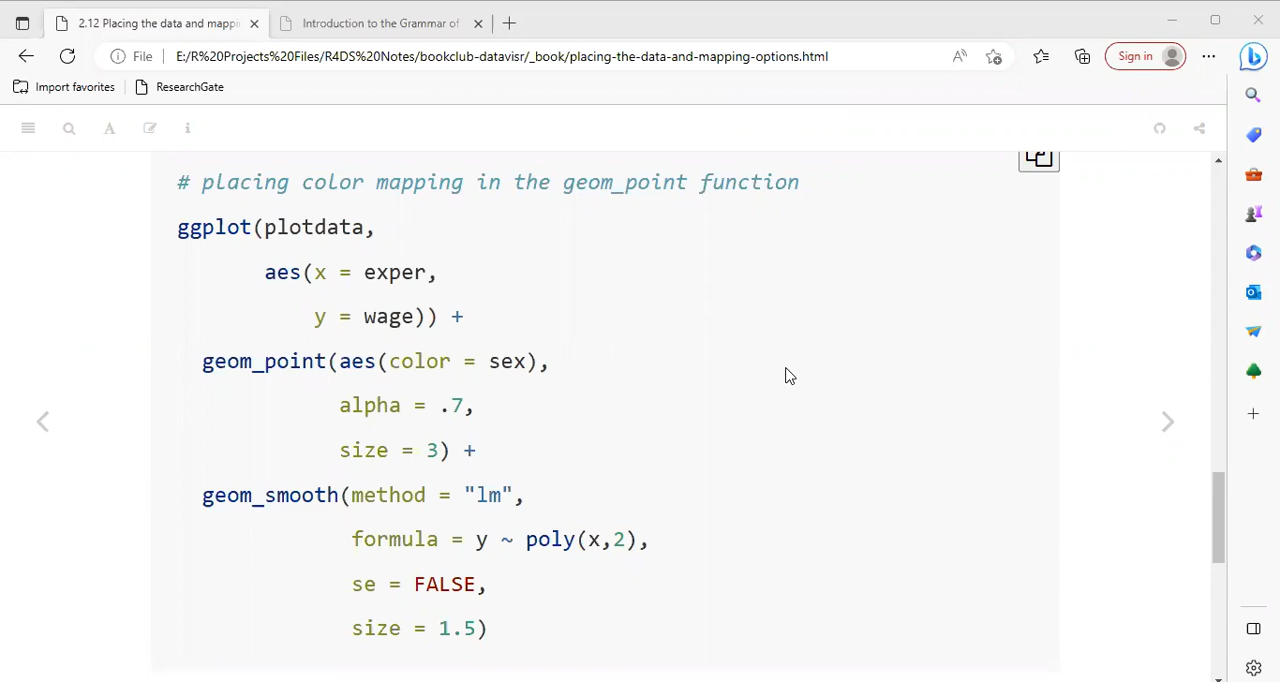 2.12 Placing the data and mappin
Introduction to the Grammar of
File
E:/R%20Projects%20Files/R4DS%20Notes/bookclub-datavisr/_book/placing-the-data-and-mapping-options.html
Sign in
Import favorites
ResearchGate
# placing color mapping in the geom_point function
ggplot(plotdata,
aes(x = exper,
y = wage)) +
geom_point(aes(color = sex),
alpha = .7,
size = 3) +
geom_smooth(method = "lm",
formula = y ~ poly(x,2),
se = FALSE,
size = 1.5)